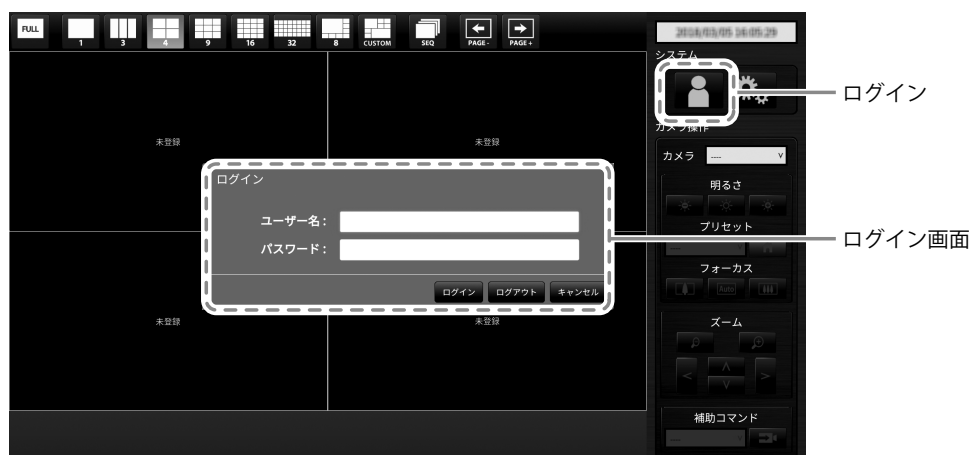 FULL
1
3
4
9
16
32
8
CUSTOM
SEQ
PAGE -
PAGE +
2018/03/05 16:05:29
システム
ログイン
カメラ操作
カメラ
----
明るさ
プリセット
---
フォーカス
Auto
ズーム
補助コマンド
---
未登録
未登録
ログイン
ユーザー名 :
パスワード :
ログイン
ログアウト
キャンセル
ログイン画面
未登録
未登録